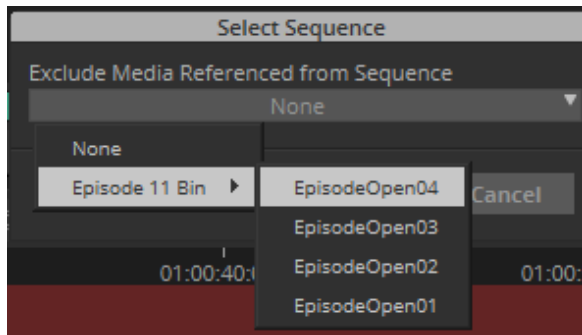 Select Sequence
Exclude Media Referenced from Sequence
None
None
Episode 11 Bin
EpisodeOpen04
Cancel
EpisodeOpen03
EpisodeOpen02
01:00:40:
01:00:
EpisodeOpen01